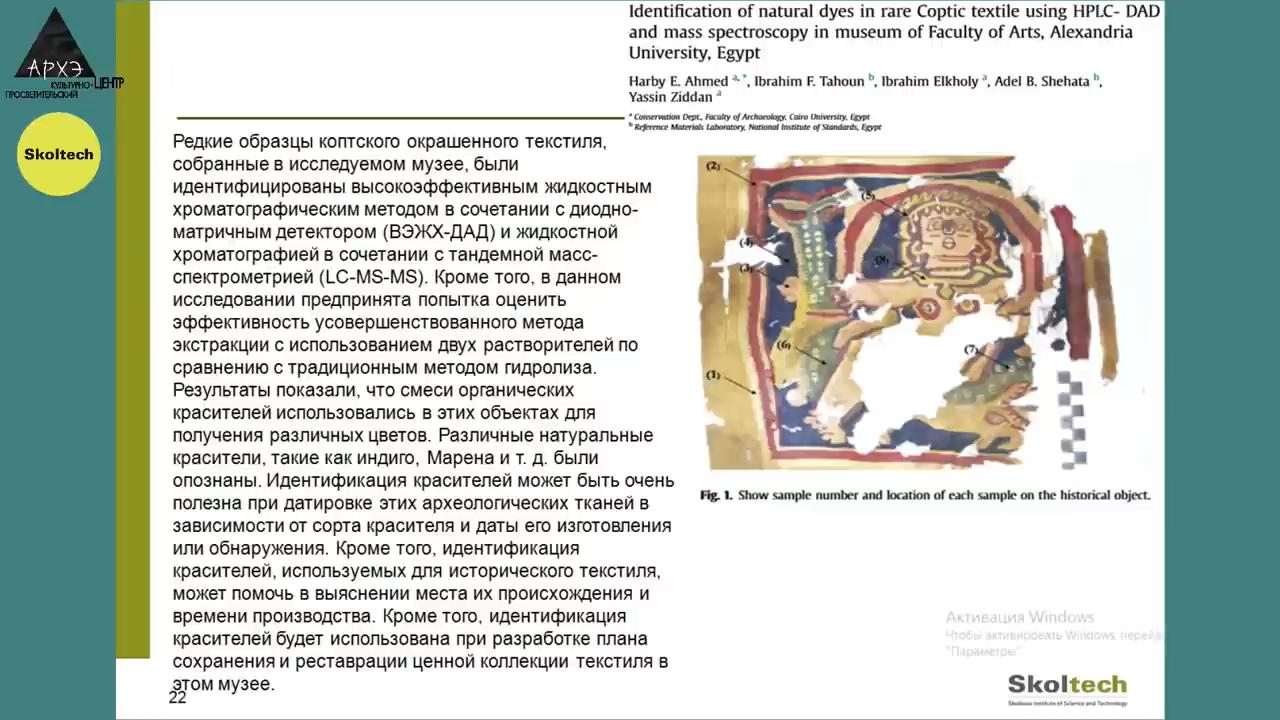 АРХЭ
КУЛЬТУРНО-ЦЕНТР
ПРОСВЕТИТЕЛЬСКИЙ
Skoltech
Identification of natural dyes in rare Coptic textile using HPLC- DAD
and mass spectroscopy in museum of Faculty of Arts, Alexandria
University, Egypt
Harby E. Ahmed a,*, Ibrahim F. Tahoun b, Ibrahim Elkholy a, Adel B. Shehata b,
Yassin Ziddan a
a Conservation Dept., Faculty of Archaeology, Cairo University, Egypt
b Reference Materials Laboratory, National Institute of Standards, Egypt
Редкие образцы коптского окрашенного текстиля,
собранные в исследуемом музее, были
идентифицированы высокоэффективным жидкостным
хроматографическим методом в сочетании с диодно-
матричным детектором (ВЭЖХ-ДАД) и жидкостной
хроматографией в сочетании с тандемной масс-
спектрометрией (LC-MS-MS). Кроме того, в данном
исследовании предпринята попытка оценить
эффективность усовершенствованного метода
экстракции с использованием двух растворителей по
сравнению с традиционным методом гидролиза.
Результаты показали, что смеси органических
красителей использовались в этих объектах для
получения различных цветов. Различные натуральные
красители, такие как индиго, Марена и т. д. были
опознаны. Идентификация красителей может быть очень
полезна при датировке этих археологических тканей в
зависимости от сорта красителя и даты его изготовления
или обнаружения. Кроме того, идентификация
красителей, используемых для исторического текстиля,
может помочь в выяснении места их происхождения и
времени производства. Кроме того, идентификация
красителей будет использована при разработке плана
сохранения и реставрации ценной коллекции текстиля в
этом музее.
22
(2)
(5)
(4)
(3)
(8)
(6)
(7)
(1)
Fig. 1. Show sample number and location of each sample on the historical object.
Активация Windows
Чтобы активировать Windows, перейд
"Параметры"
Skoltech
Skolkovo Institute of Science and Technology